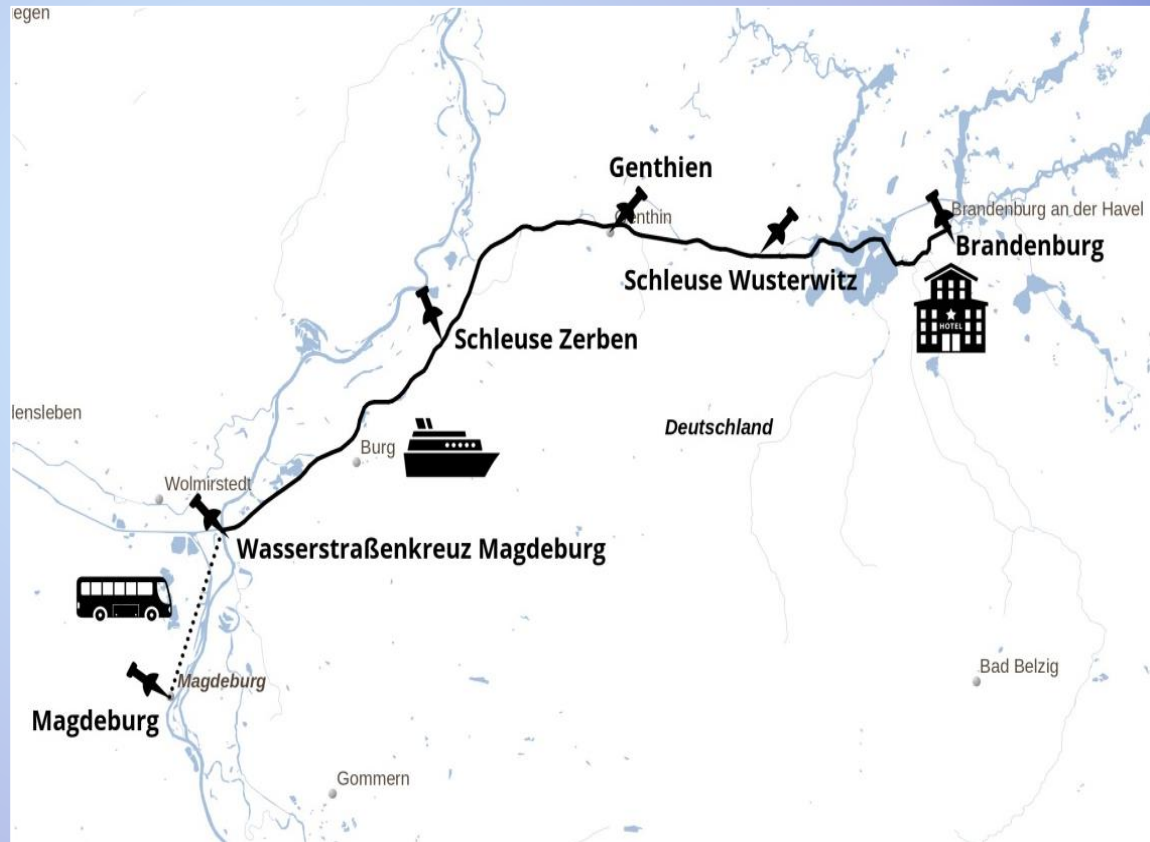 egen
Genthien
Genthin
Brandenburg an der Havel
Brandenburg
Schleuse Wusterwitz
HOTEL
Schleuse Zerben
lensleben
Deutschland
Burg
Wolmirstedt
Wasserstraßenkreuz Magdeburg
Bad Belzig
Magdeburg
Magdeburg
Gommern